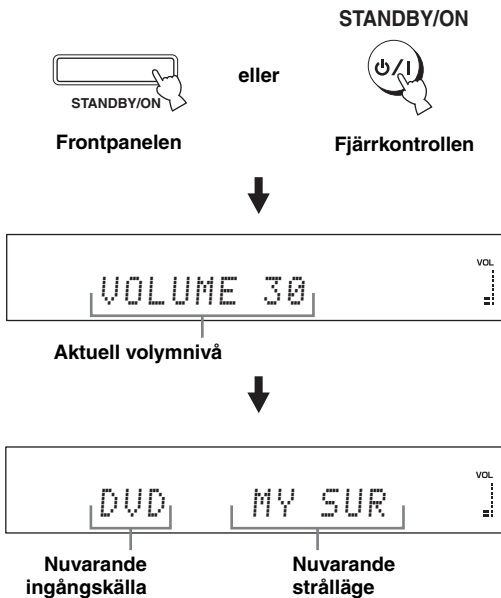 STANDBY/ON
eller
STANDBY/ON
Frontpanelen
Fjärrkontrollen
VOL
VOLUME 30
Aktuell volymnivå
VOL
DVD MY SUR
Nuvarande ingångskälla
Nuvarande strålläge